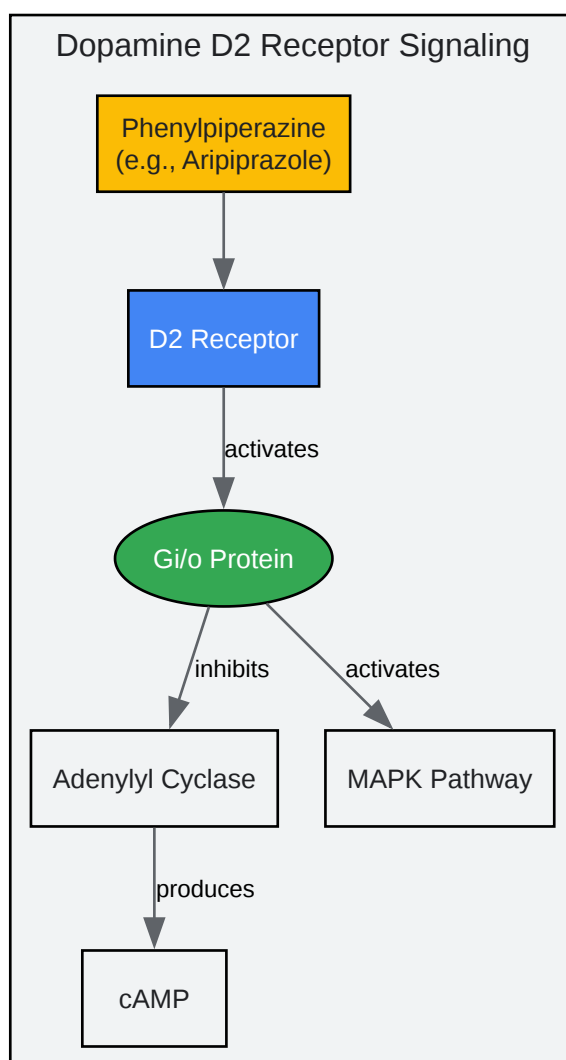 Dopamine D2 Receptor Signaling
Phenylpiperazine
(e.g., Aripiprazole)
D2 Receptor
activates
Gi/o Protein
inhibits
activates
Adenylyl Cyclase
MAPK Pathway
produces
cAMP